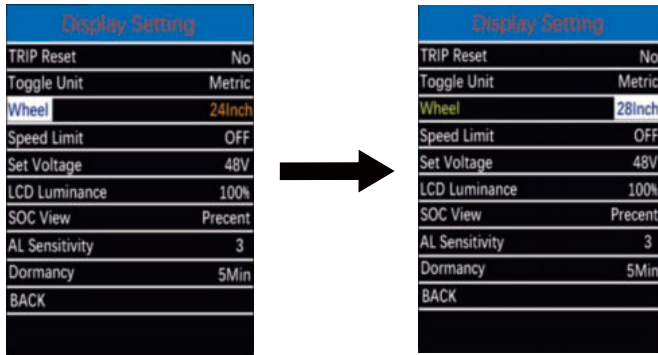 Display Setting
TRIP Reset No
Toggle Unit Metric
Wheel 24Inch
Speed Limit OFF
Set Voltage 48V
LCD Luminance 100%
SOC View Precent
AL Sensitivity 3
Dormancy 5Min
BACK
Display Setting
TRIP Reset No
Toggle Unit Metric
Wheel 28Inch
Speed Limit OFF
Set Voltage 48V
LCD Luminance 100%
SOC View Precent
AL Sensitivity 3
Dormancy 5Min
BACK